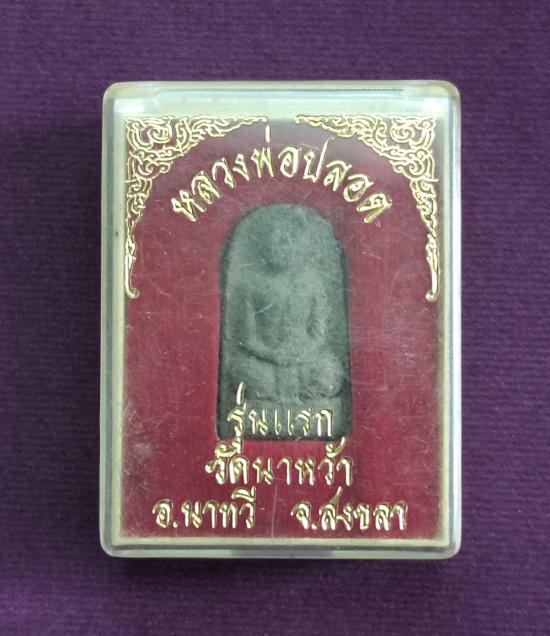 หลวงพ่อปลอด
รุ่นแรก
วัดนาหว้า
อ.นาทวี จ.สงขลา